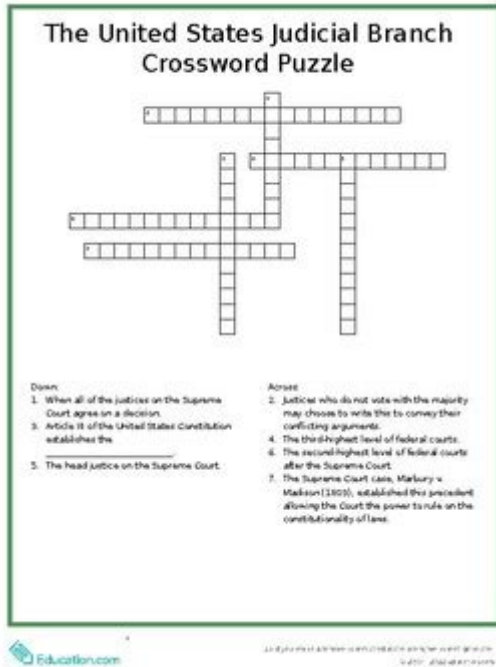 The United States Judicial Branch
Crossword Puzzle
Down:
1. When all of the justices on the Supreme
Court agree on a decision.
3. Article III of the United States Constitution
establishes the
____________________.
5. The head justice on the Supreme Court.
Across:
2. Justices who do not vote with the majority
may choose to write this to convey their
conflicting arguments.
4. The third-highest level of federal courts.
6. The second-highest level of federal courts
after the Supreme Court.
7. The Supreme Court case, Marbury v.
Madison (1803), established this precedent
allowing the Court the power to rule on the
constitutionality of laws.
Education.com